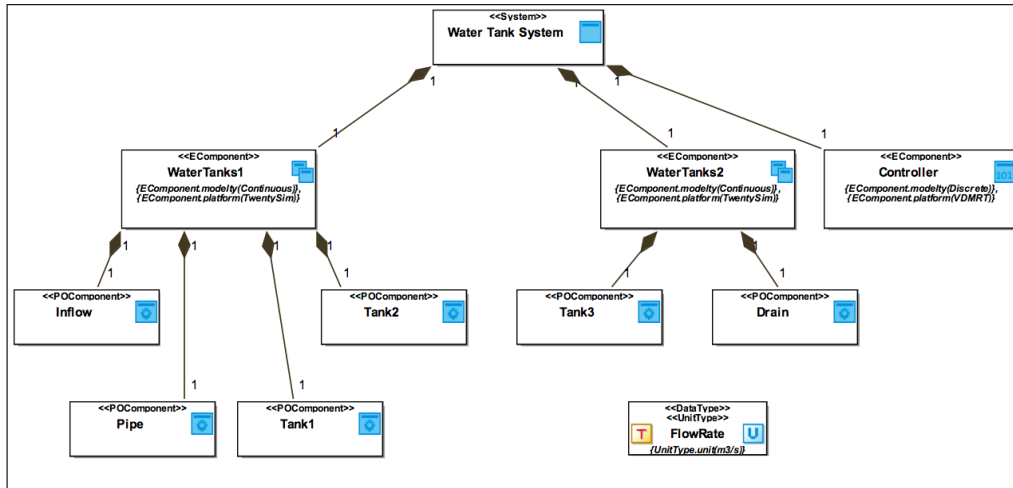 <<System>>
Water Tank System
1
1
1
1
1
1
<<EComponent>>
WaterTanks1
{EComponent.modelty(Continuous)},
{EComponent.platform(TwentySim)}
<<EComponent>>
WaterTanks2
{EComponent.modelty(Continuous)},
{EComponent.platform(TwentySim)}
<<EComponent>>
Controller
{EComponent.modelty(Discrete)},
{EComponent.platform(VDMRT)}
101
1
1
1
1
1
1
1
1
1
1
<<POComponent>>
Inflow
<<POComponent>>
Tank2
<<POComponent>>
Tank3
<<POComponent>>
Drain
1
1
<<POComponent>>
Pipe
<<POComponent>>
Tank1
<<DataType>>
<<UnitType>>
T
FlowRate
U
{UnitType.unit(m3/s)}